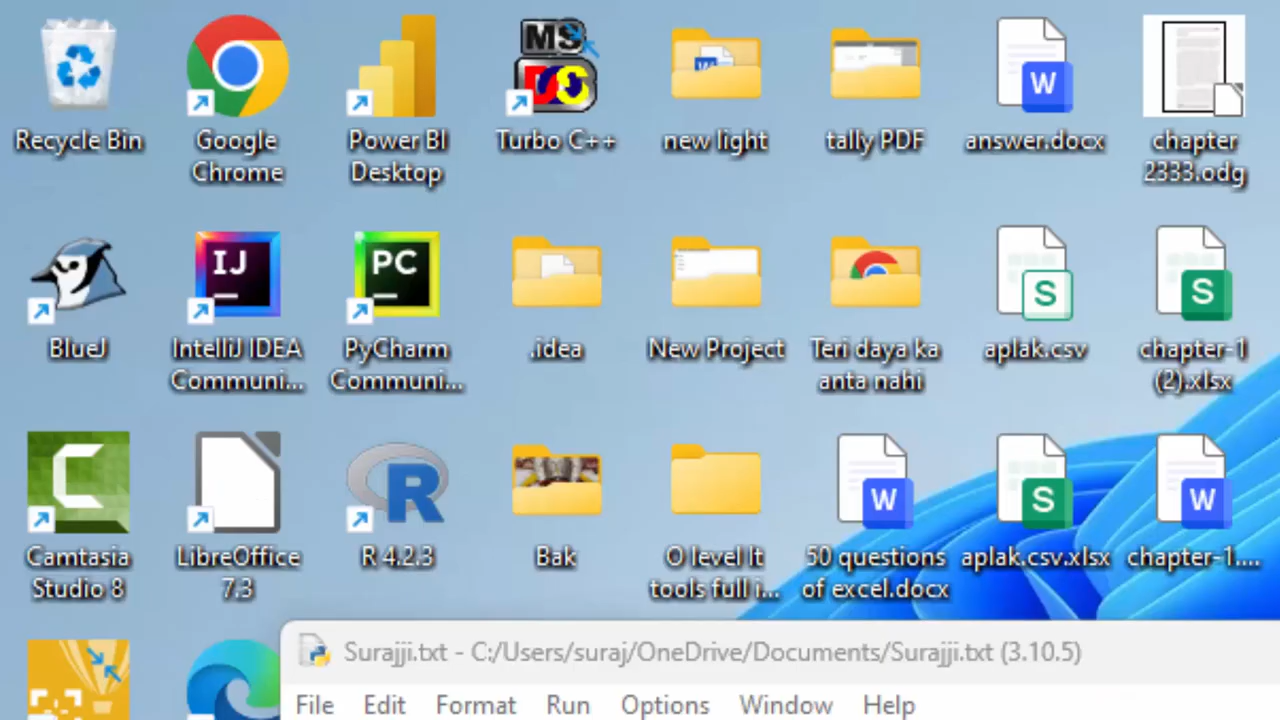 Recycle Bin
Google
Chrome
Power BI
Desktop
MS
Turbo C++
new light
tally PDF
W
answer.docx
chapter
2333.odg
BlueJ
IJ
IntelliJ IDEA
Communi...
PC
PyCharm
Communi...
.idea
New Project
Teri daya ka
anta nahi
S
aplak.csv
S
chapter-1
(2).xlsx
C
Camtasia
Studio 8
LibreOffice
7.3
R
R 4.2.3
Bak
O level It
tools full i...
W
50 questions
of excel.docx
S
aplak.csv.xlsx
W
chapter-1....
Surajji.txt - C:/Users/suraj/OneDrive/Documents/Surajji.txt (3.10.5)
File Edit Format Run Options Window Help